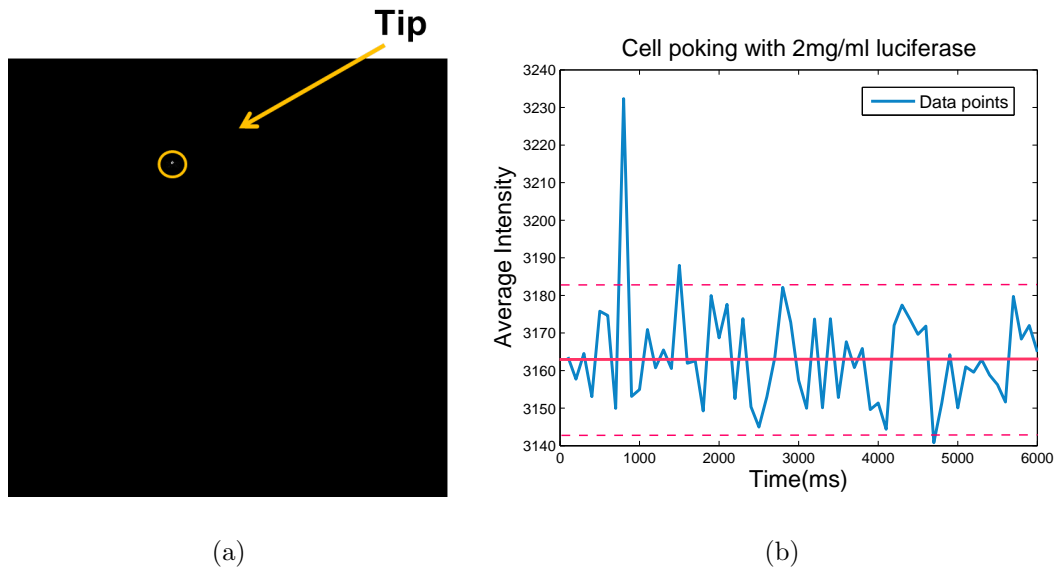 Tip
Cell poking with 2mg/ml luciferase
Data points
Average Intensity
3240
3230
3220
3210
3200
3190
3180
3170
3160
3150
3140
0 1000 2000 3000 4000 5000 6000
Time(ms)
(a)
(b)